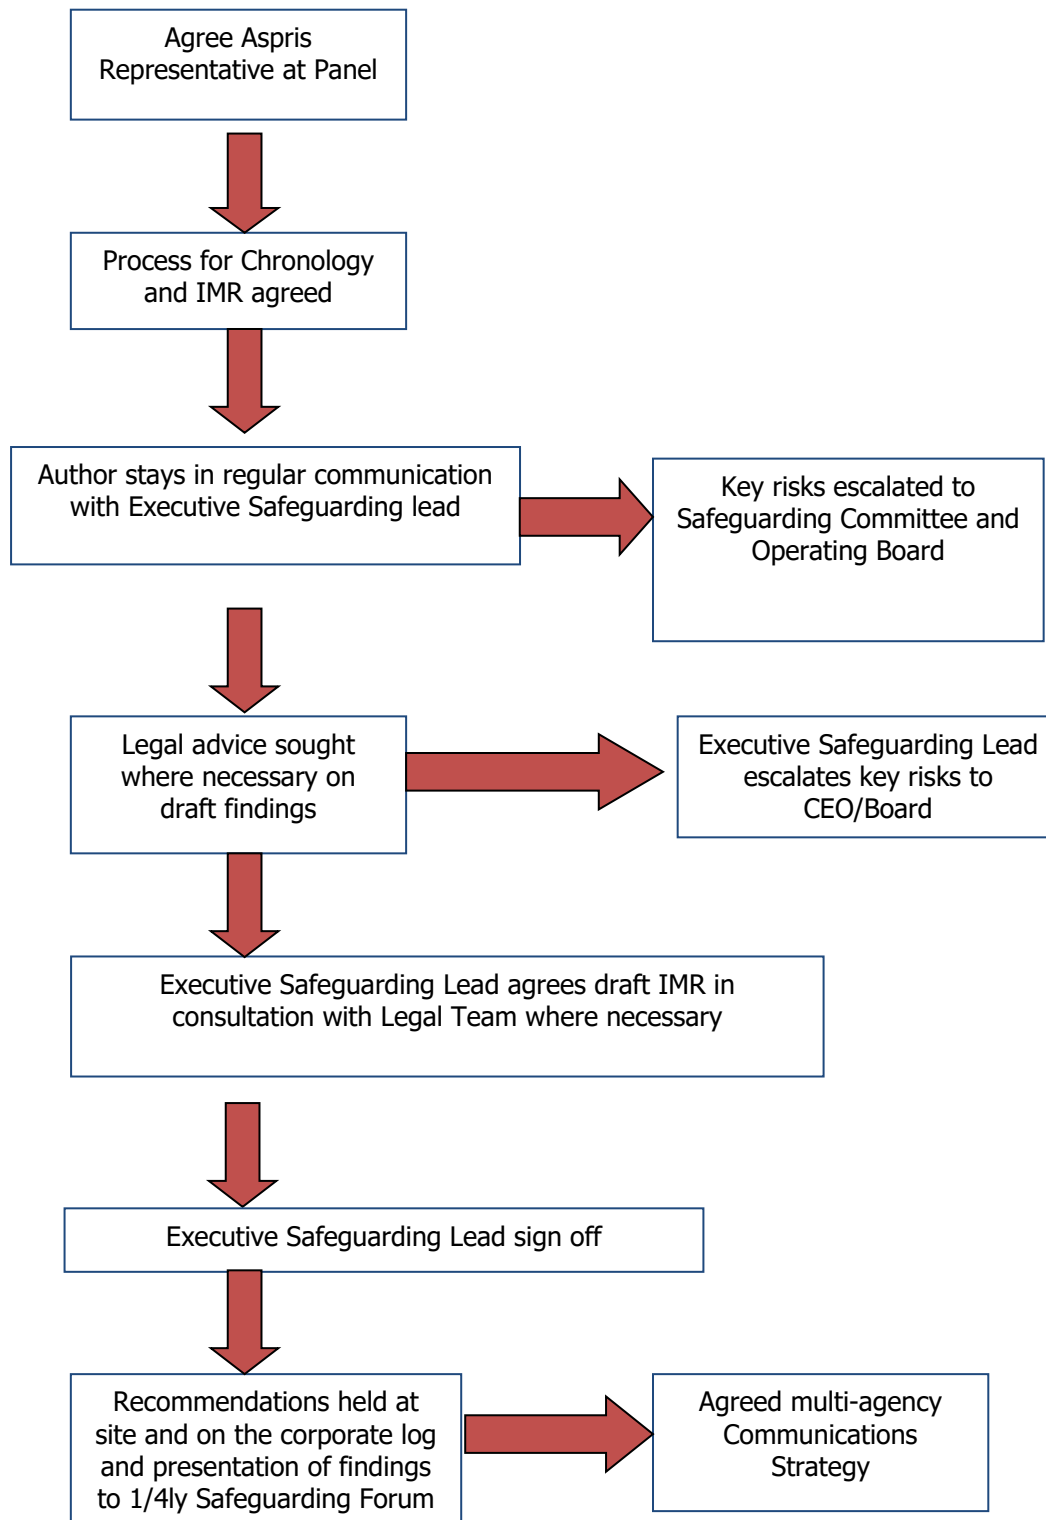 Agree Aspris
Representative at Panel
Process for Chronology
and IMR agreed
Author stays in regular communication
with Executive Safeguarding lead
Key risks escalated to
Safeguarding Committee and
Operating Board
Legal advice sought
where necessary on
draft findings
Executive Safeguarding Lead
escalates key risks to
CEO/Board
Executive Safeguarding Lead agrees draft IMR in
consultation with Legal Team where necessary
Executive Safeguarding Lead sign off
Recommendations held at
site and on the corporate log
and presentation of findings
to 1/4ly Safeguarding Forum
Agreed multi-agency
Communications
Strategy